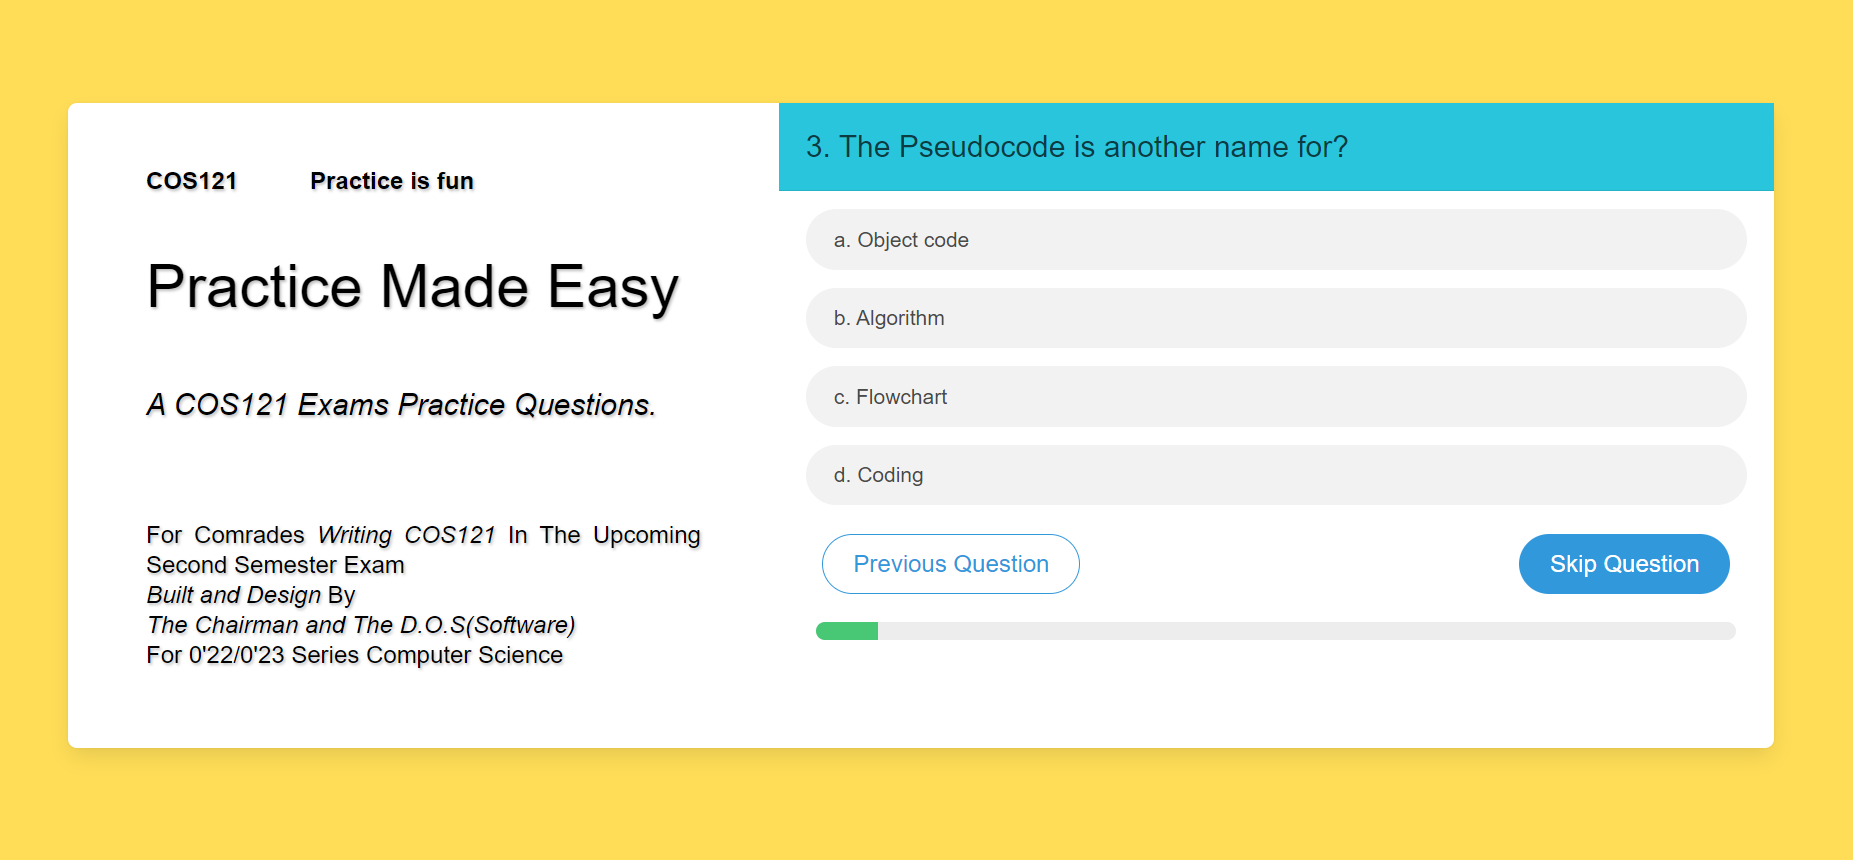 COS121 Practice is fun
Practice Made Easy
A COS121 Exams Practice Questions.
For Comrades Writing COS121 In The Upcoming
Second Semester Exam
Built and Design By
The Chairman and The D.O.S(Software)
For 0'22/0'23 Series Computer Science
3. The Pseudocode is another name for?
a. Object code
b. Algorithm
c. Flowchart
d. Coding
Previous Question
Skip Question